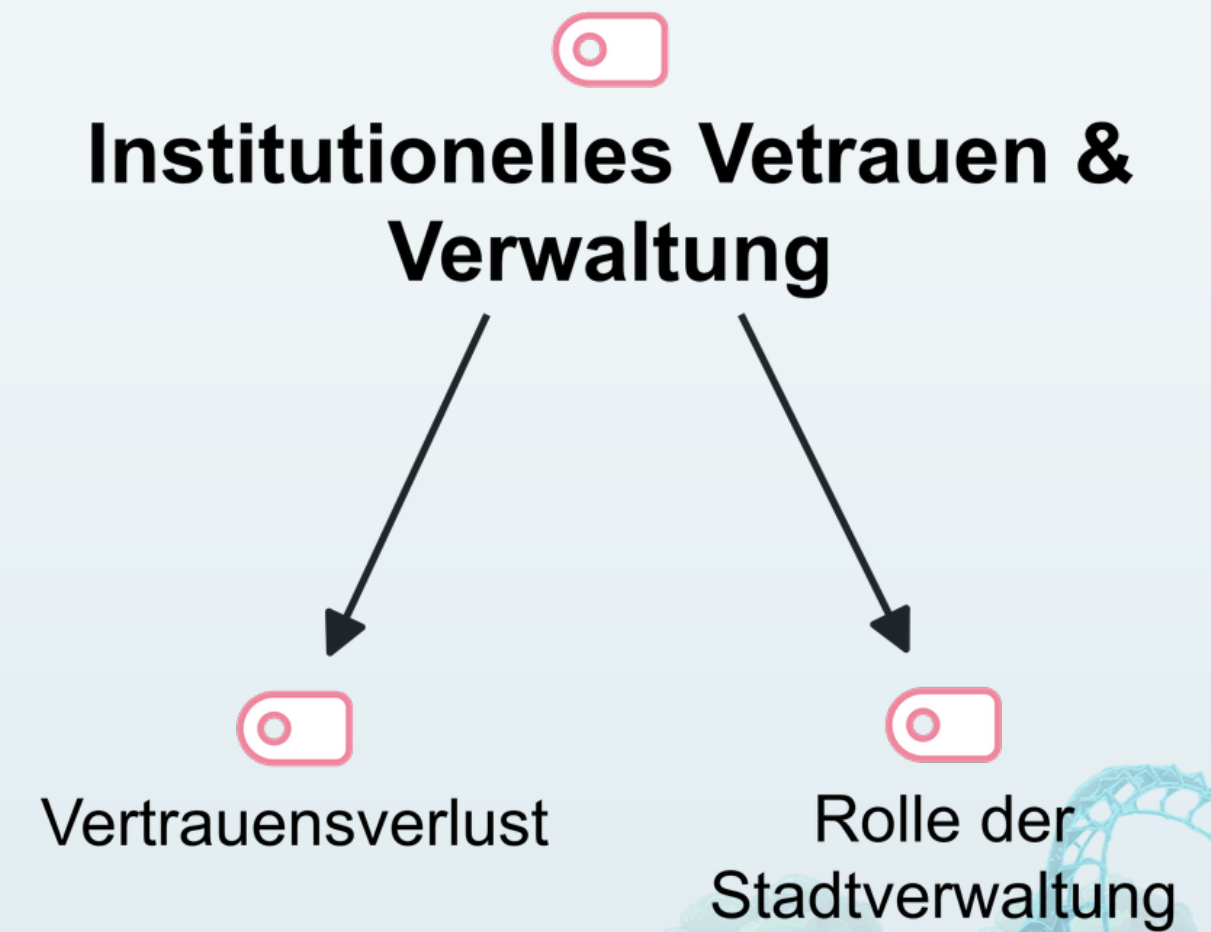 Institutionelles Vetrauen &
Verwaltung
Vertrauensverlust
Rolle der
Stadtverwaltung